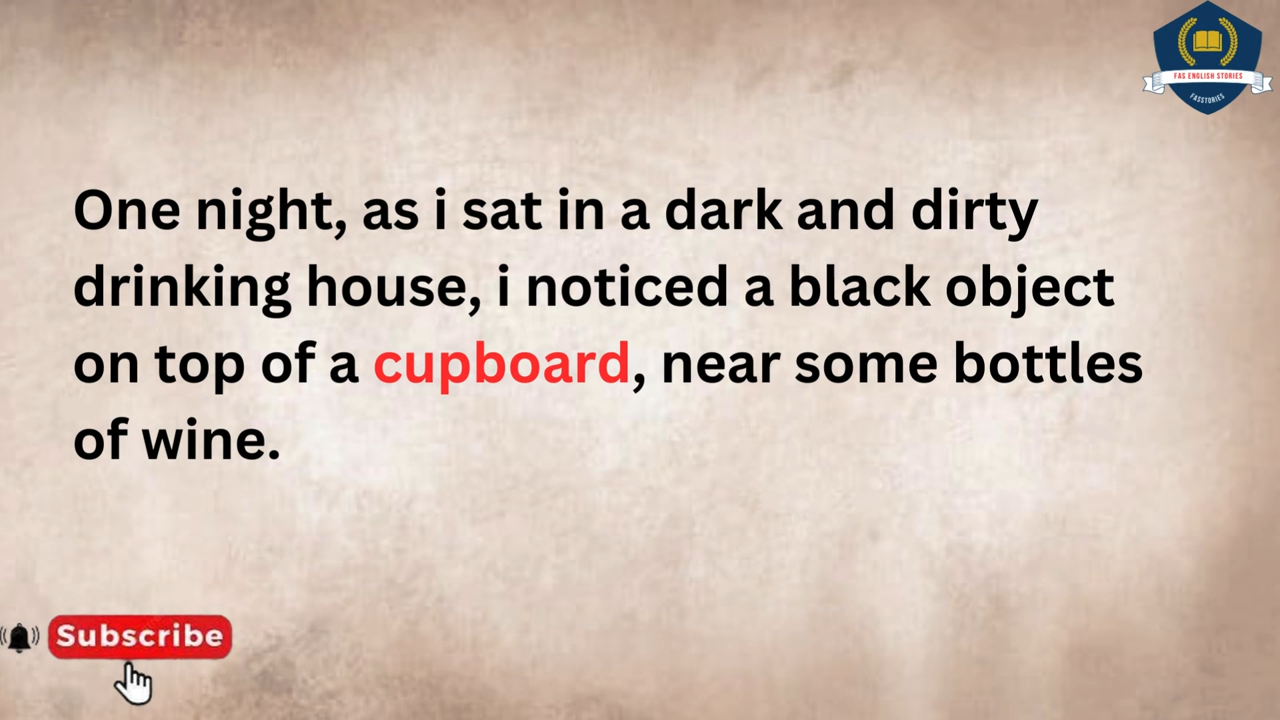 FAS ENGLISH STORIES
FASSTORIES
One night, as i sat in a dark and dirty
drinking house, i noticed a black object
on top of a cupboard, near some bottles
of wine.
Subscribe